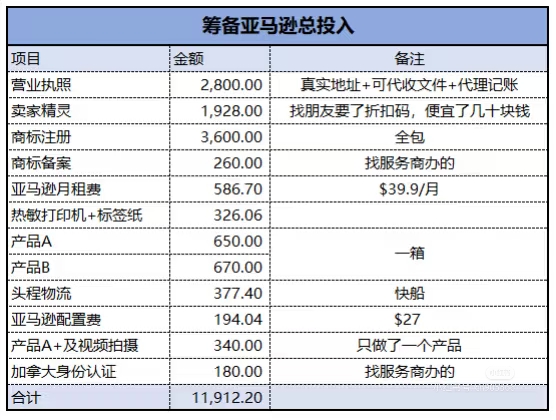 筹备亚马逊总投入
项目 金额 备注
营业执照 2,800.00 真实地址+可代收文件+代理记账
卖家精灵 1,928.00 找朋友要了折扣码，便宜了几十块钱
商标注册 3,600.00 全包
商标备案 260.00 找服务商办的
亚马逊月租费 586.70 $39.9/月
热敏打印机+标签纸 326.06
产品A 650.00 一箱
产品B 670.00
头程物流 377.40 快船
亚马逊配置费 194.04 $27
产品A+及视频拍摄 340.00 只做了一个产品
加拿大身份认证 180.00 找服务商办的
合计 11,912.20